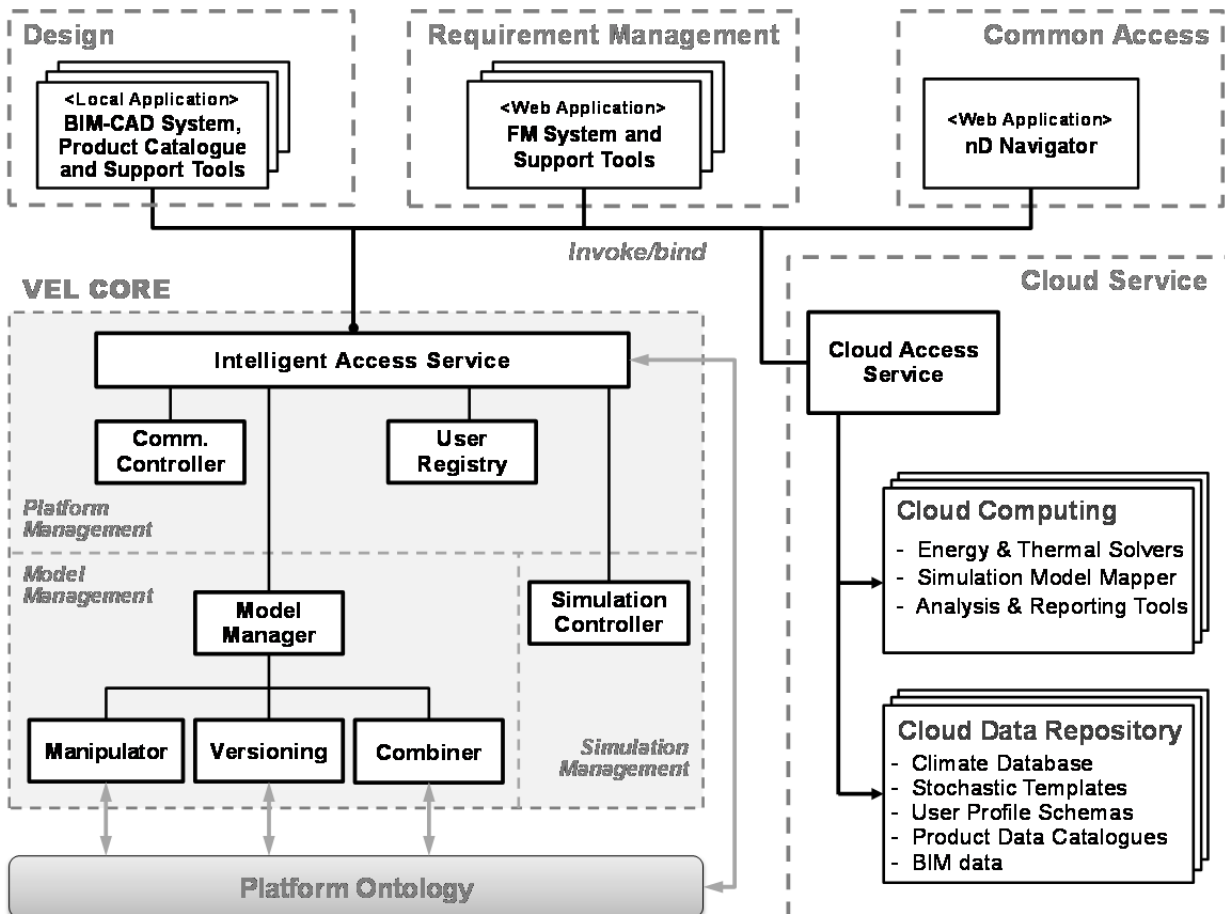 Design
<Local Application>
BIM-CAD System,
Product Catalogue
and Support Tools
Requirement Management
<Web Application>
FM System and
Support Tools
Common Access
<Web Application>
nD Navigator
Invoke/bind
VEL CORE
Intelligent Access Service
Comm.
Controller
User
Registry
Platform
Management
Model
Management
Model
Manager
Simulation
Controller
Manipulator
Versioning
Combiner
Simulation
Management
Platform Ontology
Cloud Service
Cloud Access
Service
Cloud Computing
- Energy & Thermal Solvers
- Simulation Model Mapper
- Analysis & Reporting Tools
Cloud Data Repository
- Climate Database
- Stochastic Templates
- User Profile Schemas
- Product Data Catalogues
- BIM data